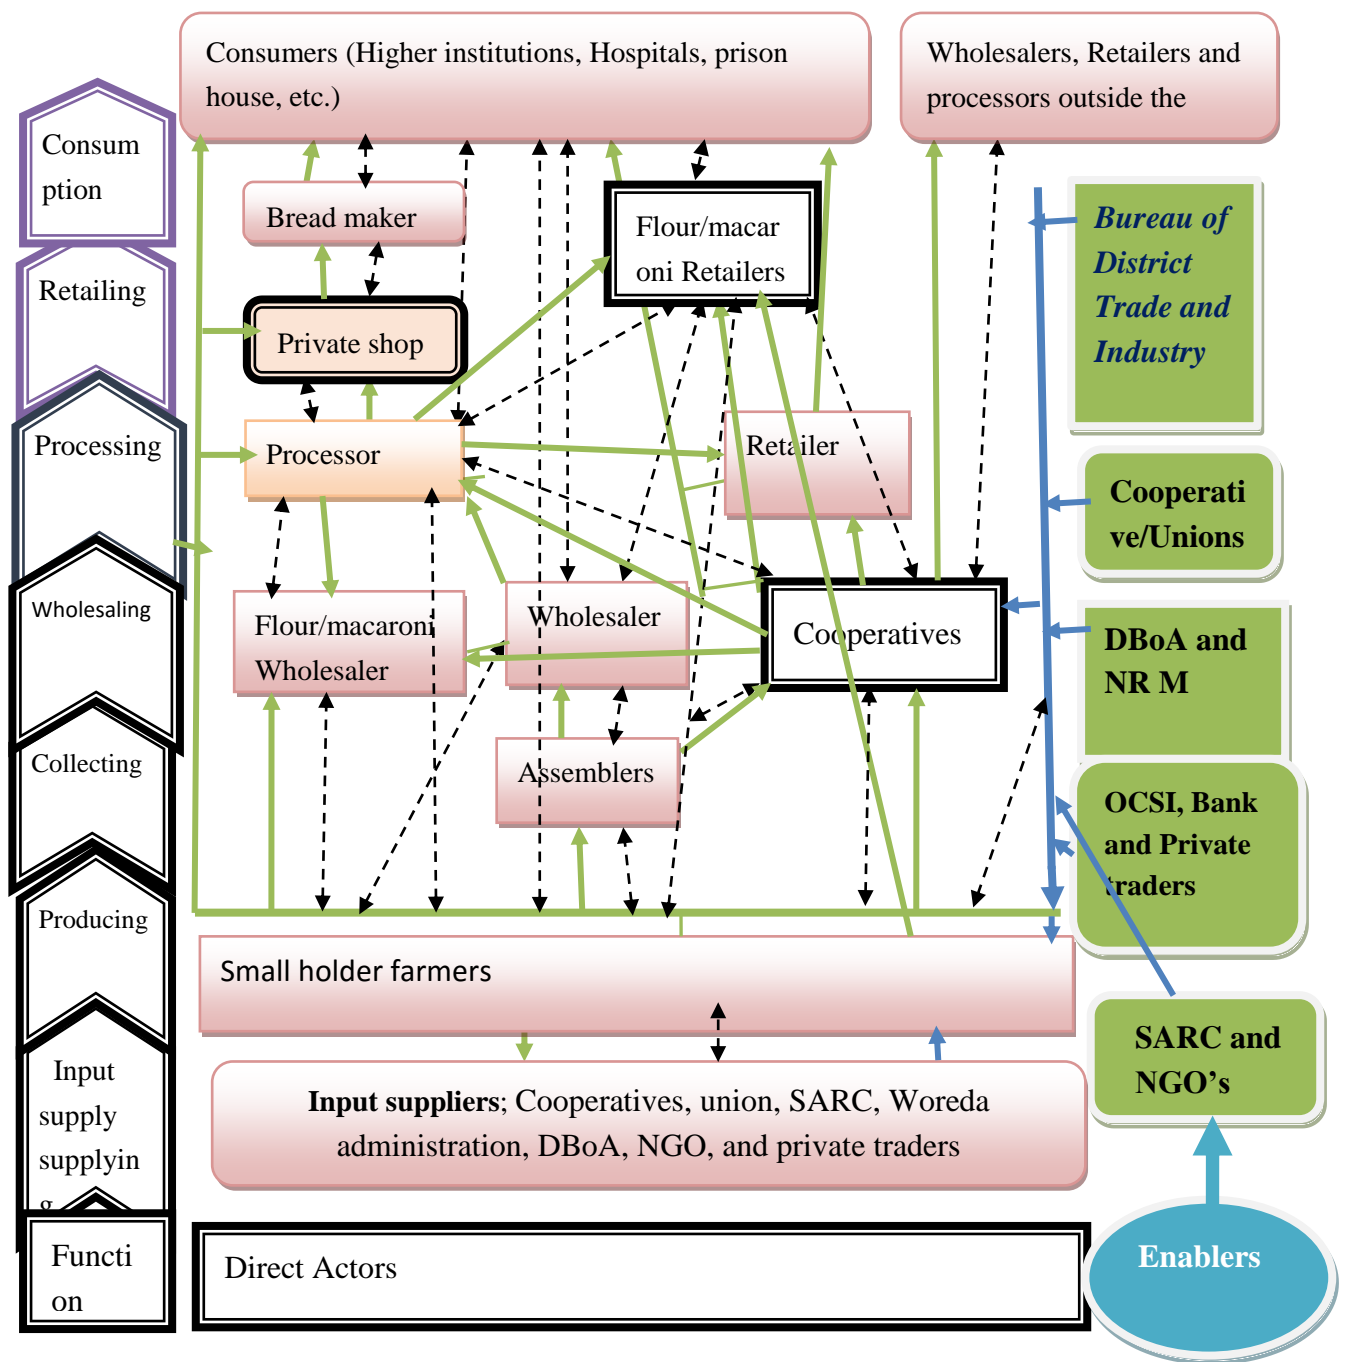 Consumers (Higher institutions, Hospitals, prison
house, etc.)
Wholesalers, Retailers and
processors outside the
Consum
ption
Bread maker
Flour/macar
oni Retailers
Bureau of
District
Trade and
Industry
Retailing
Private shop
Processing
Processor
Retailer
Cooperati
ve/Unions
Wholesaling
Flour/macaroni
Wholesaler
Wholesaler
Cooperatives
DBoA and
NR M
Collecting
Assemblers
OCSI, Bank
and Private
traders
Producing
Small holder farmers
SARC and
NGO's
Input
supply
supplyin
g
Input suppliers; Cooperatives, union, SARC, Woreda
administration, DBoA, NGO, and private traders
Functi
on
Direct Actors
Enablers